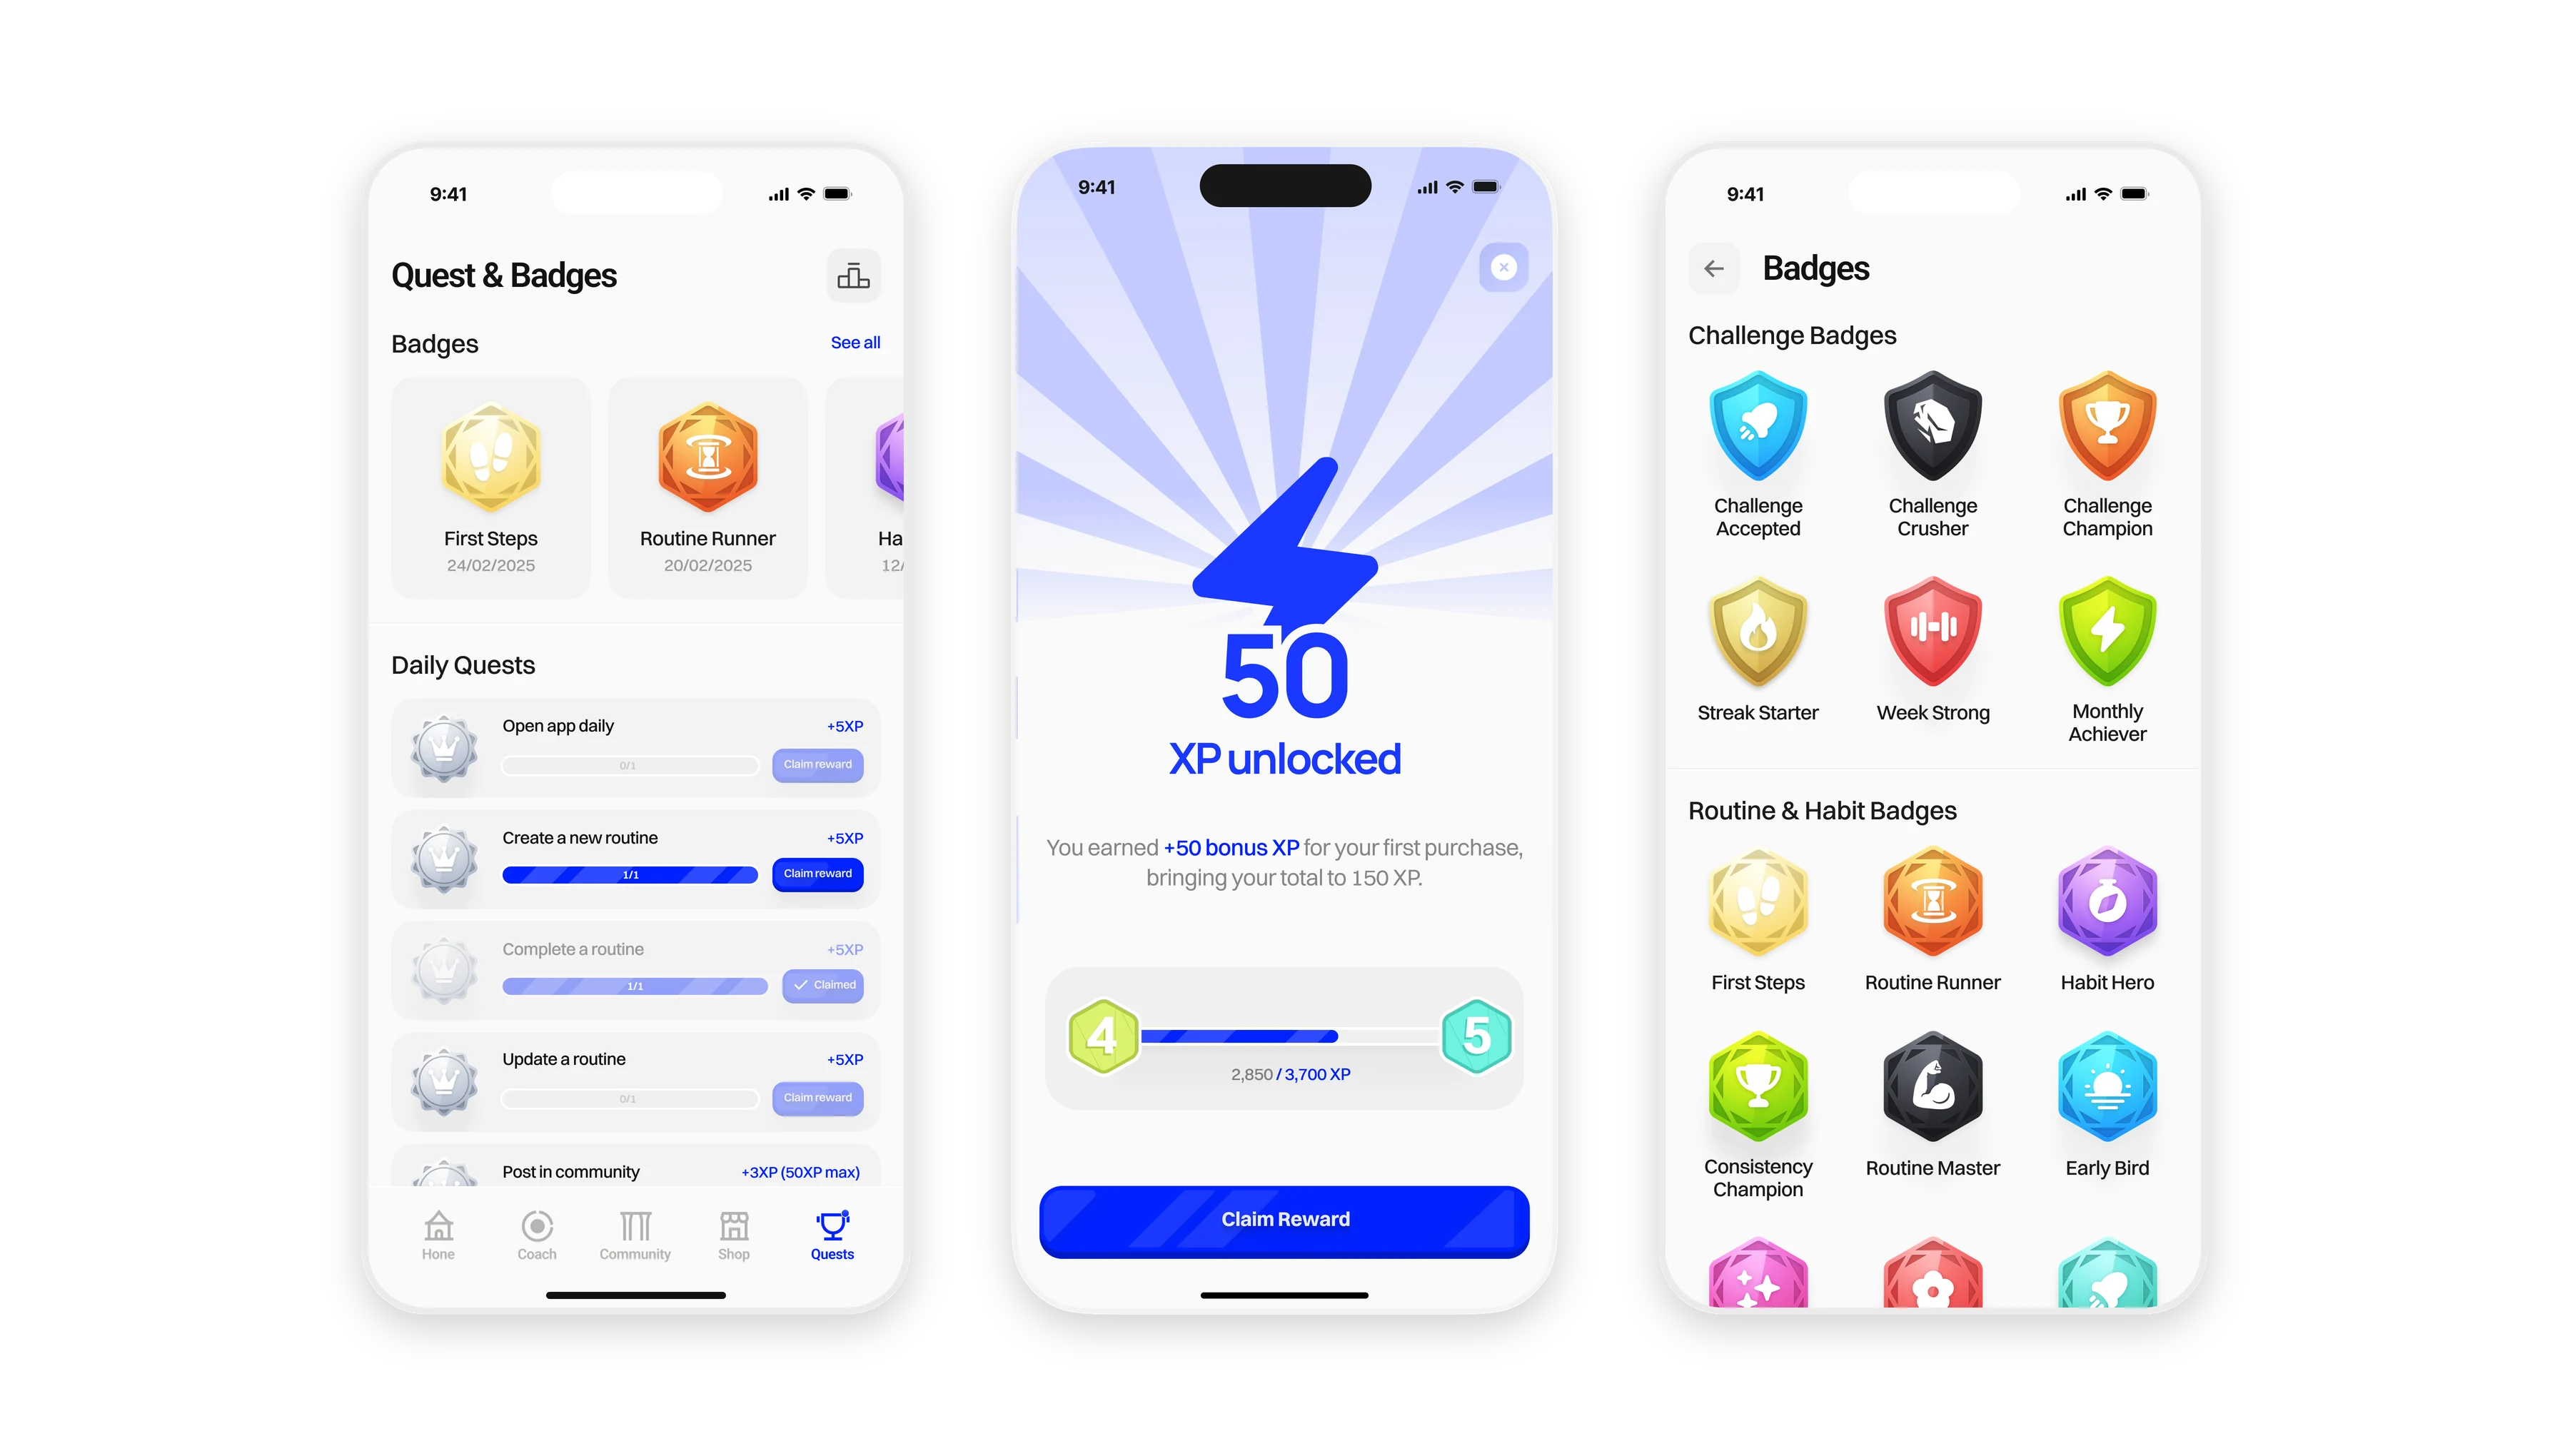 9:41
Quest & Badges
Badges
See all
First Steps
24/02/2025
Routine Runner
20/02/2025
Ha
12/
Daily Quests
Open app daily
+5XP
0/1
Claim reward
Create a new routine
+5XP
1/1
Claim reward
Complete a routine
+5XP
1/1
Claimed
Update a routine
+5XP
0/1
Claim reward
Post in community
+3XP (50XP max)
Hone
Coach
Community
Shop
Quests
9:41
50
XP unlocked
You earned +50 bonus XP for your first purchase,
bringing your total to 150 XP.
4
5
2,850 / 3,700 XP
Claim Reward
9:41
Badges
Challenge Badges
Challenge
Accepted
Challenge
Crusher
Challenge
Champion
Streak Starter
Week Strong
Monthly
Achiever
Routine & Habit Badges
First Steps
Routine Runner
Habit Hero
Consistency
Champion
Routine Master
Early Bird